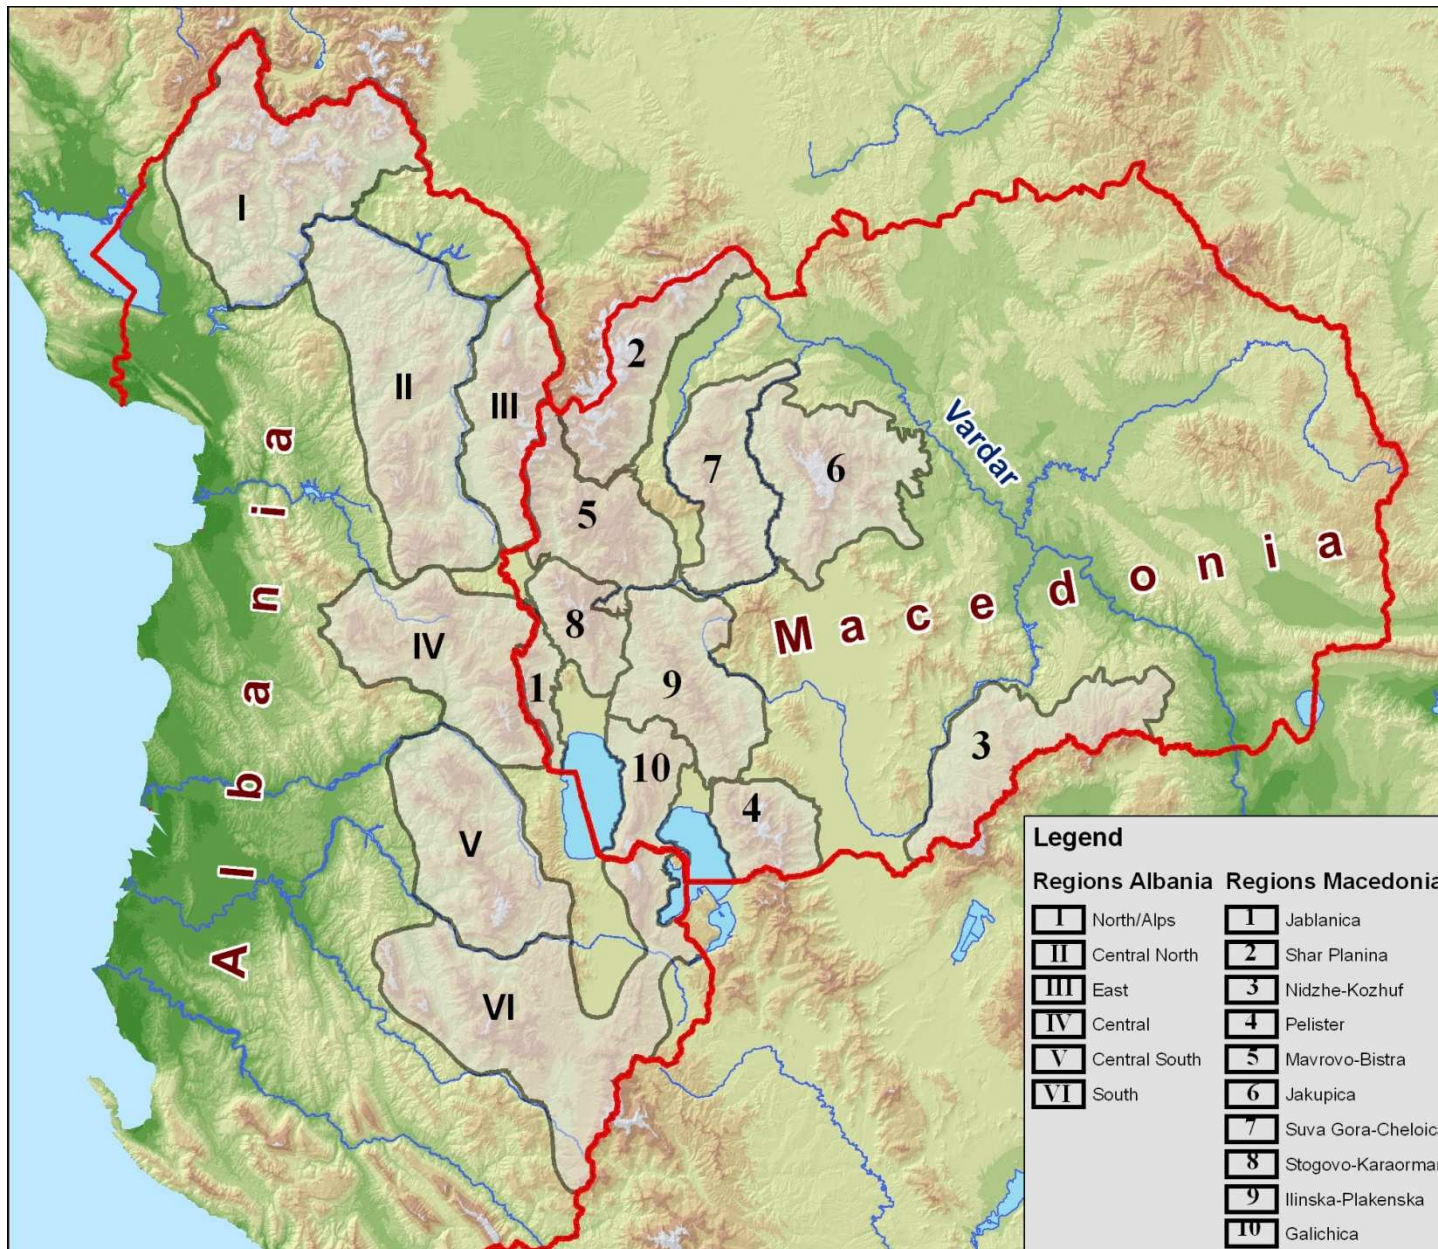 I
II
III
2
7
6
5
Vardar
Albania
Macedonia
IV
8
1
9
10
3
4
V
VI
Legend
Regions Albania
I North/Alps
II Central North
III East
IV Central
V Central South
VI South
Regions Macedonia
1 Jablanica
2 Shar Planina
3 Nidzhe-Kozhuf
4 Pelister
5 Mavrovo-Bistra
6 Jakupica
7 Suva Gora-Cheloic
8 Stogovo-Karaorman
9 Ilinska-Plakenska
10 Galichica